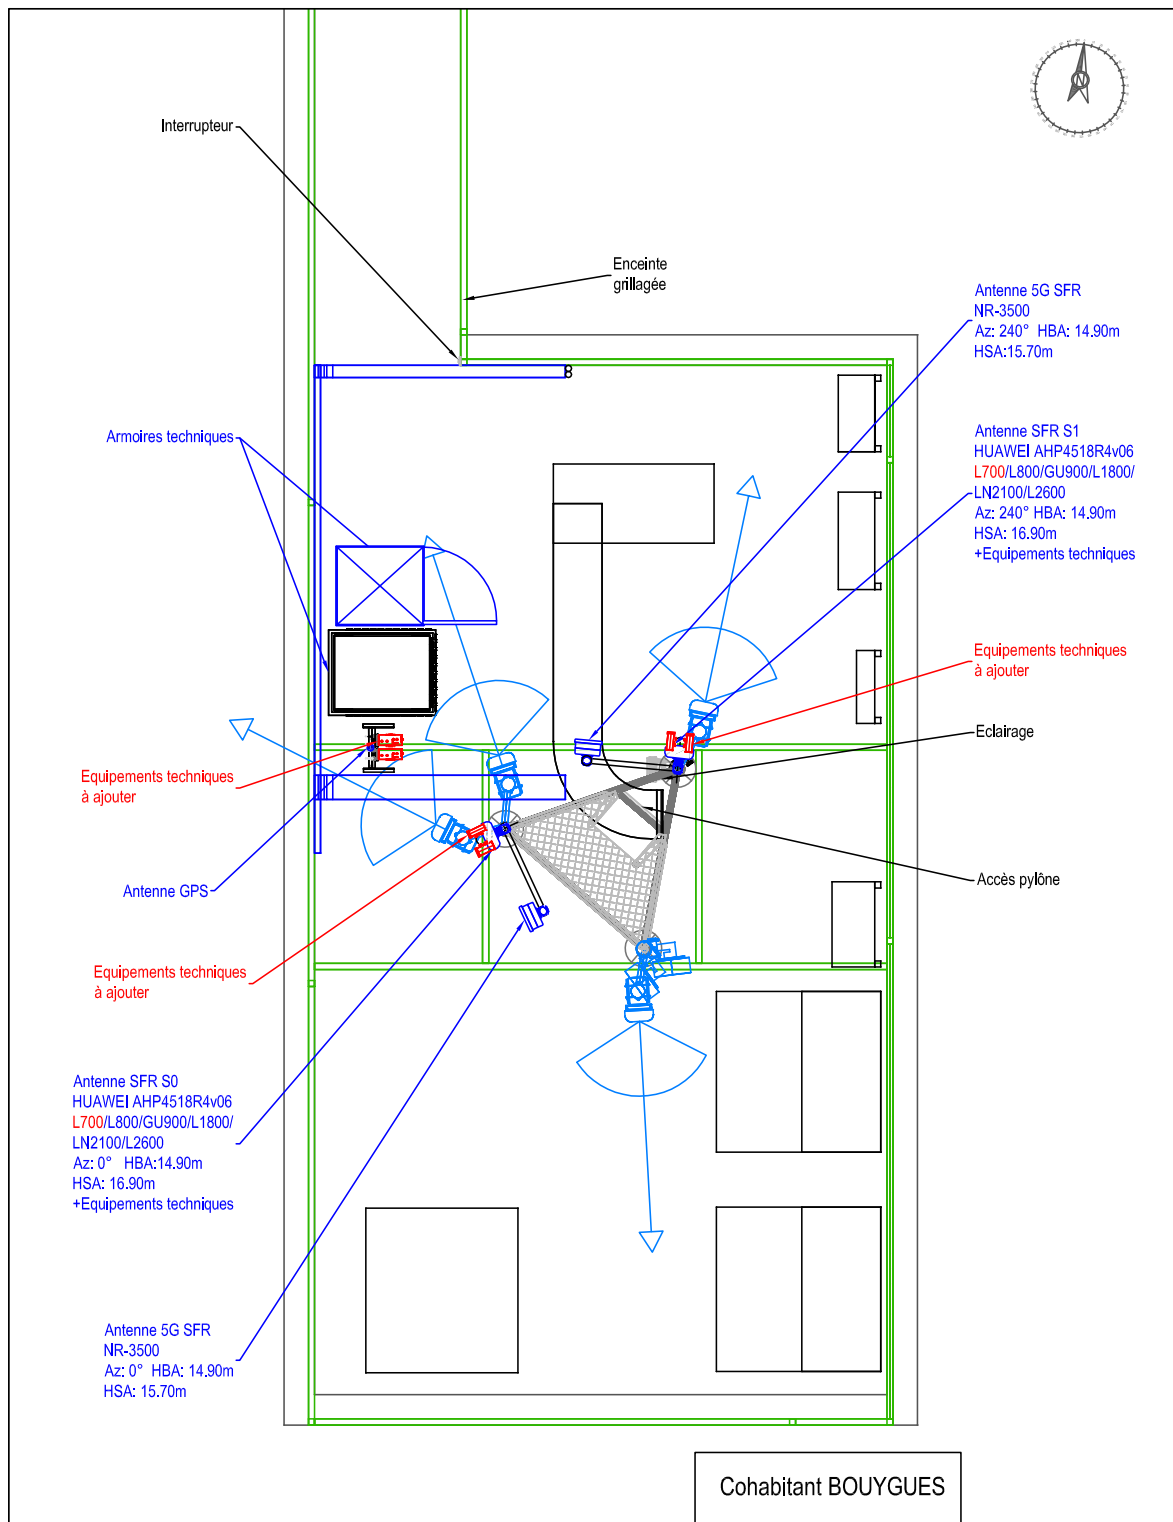 Interrupteur
Enceinte
grillagée
Antenne 5G SFR
NR-3500
Az: 240° HBA: 14.90m
HSA:15.70m
Armoires techniques
Antenne SFR S1
HUAWEI AHP4518R4v06
L700/L800/GU900/L1800/
LN2100/L2600
Az: 240° HBA: 14.90m
HSA: 16.90m
+Equipements techniques
Equipements techniques
à ajouter
Eclairage
Equipements techniques
à ajouter
Antenne GPS
Accès pylône
Equipements techniques
à ajouter
Antenne SFR S0
HUAWEI AHP4518R4v06
L700/L800/GU900/L1800/
LN2100/L2600
Az: 0° HBA:14.90m
HSA: 16.90m
+Equipements techniques
Antenne 5G SFR
NR-3500
Az: 0° HBA: 14.90m
HSA: 15.70m
Cohabitant BOUYGUES
N